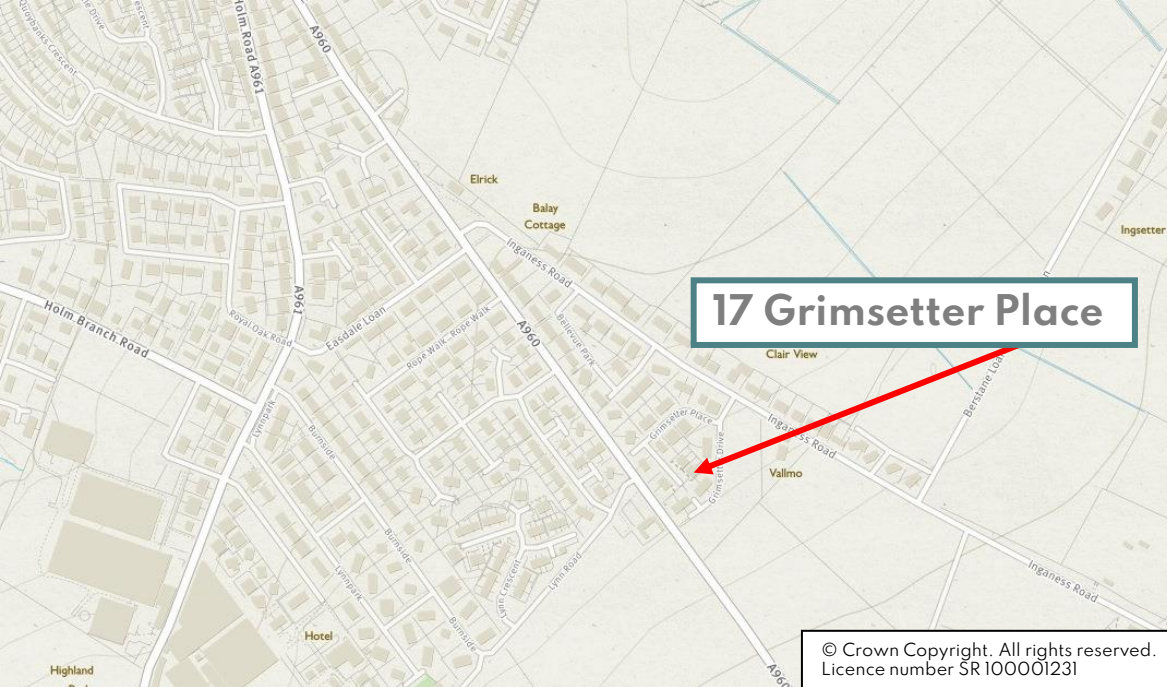 Quoybanks Crescent
Holm Road A961
A960
Elrick
Balay
Cottage
Inganess Road
Ingsetter
17 Grimsetter Place
Clair View
A961
Holm Branch Road
Royal Oak Road
Easdale Loan
Rope Walk
Rope Walk
A960
Bellevue Park
Berstane Loan
Grimsetter Place
Inganess Road
Grimsetter Drive
Vallmo
Lynnpark
Burnside
Burnside
Lynnpark
Lynn Crescent
Lynn Road
Burnside
Inganess Road
Hotel
Highland
A960
© Crown Copyright. All rights reserved.
Licence number SR 100001231